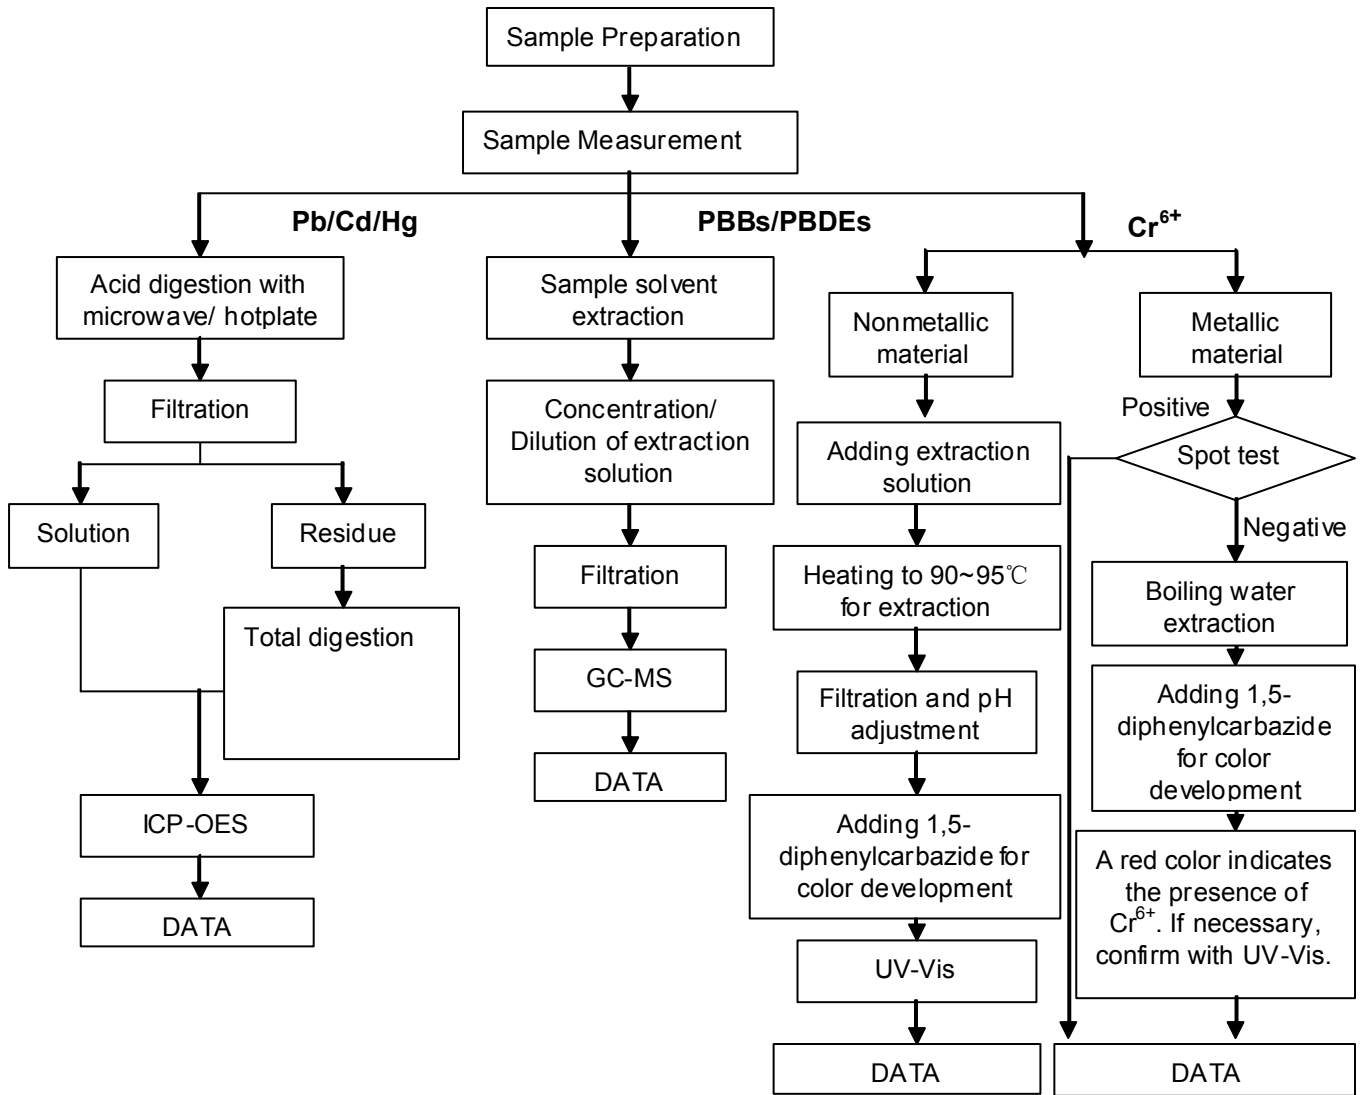 Sample Preparation
Sample Measurement
Pb/Cd/Hg
PBBs/PBDEs
Cr⁶⁺
Acid digestion with
microwave/ hotplate
Filtration
Solution
Residue
Total digestion
ICP-OES
DATA
Sample solvent
extraction
Concentration/
Dilution of extraction
solution
Filtration
GC-MS
DATA
Nonmetallic
material
Adding extraction
solution
Heating to 90~95℃
for extraction
Filtration and pH
adjustment
Adding 1,5-
diphenylcarbazide for
color development
UV-Vis
DATA
Metallic
material
Positive
Spot test
Negative
Boiling water
extraction
Adding 1,5-
diphenylcarbazide
for color
development
A red color indicates
the presence of
Cr⁶⁺. If necessary,
confirm with UV-Vis.
DATA